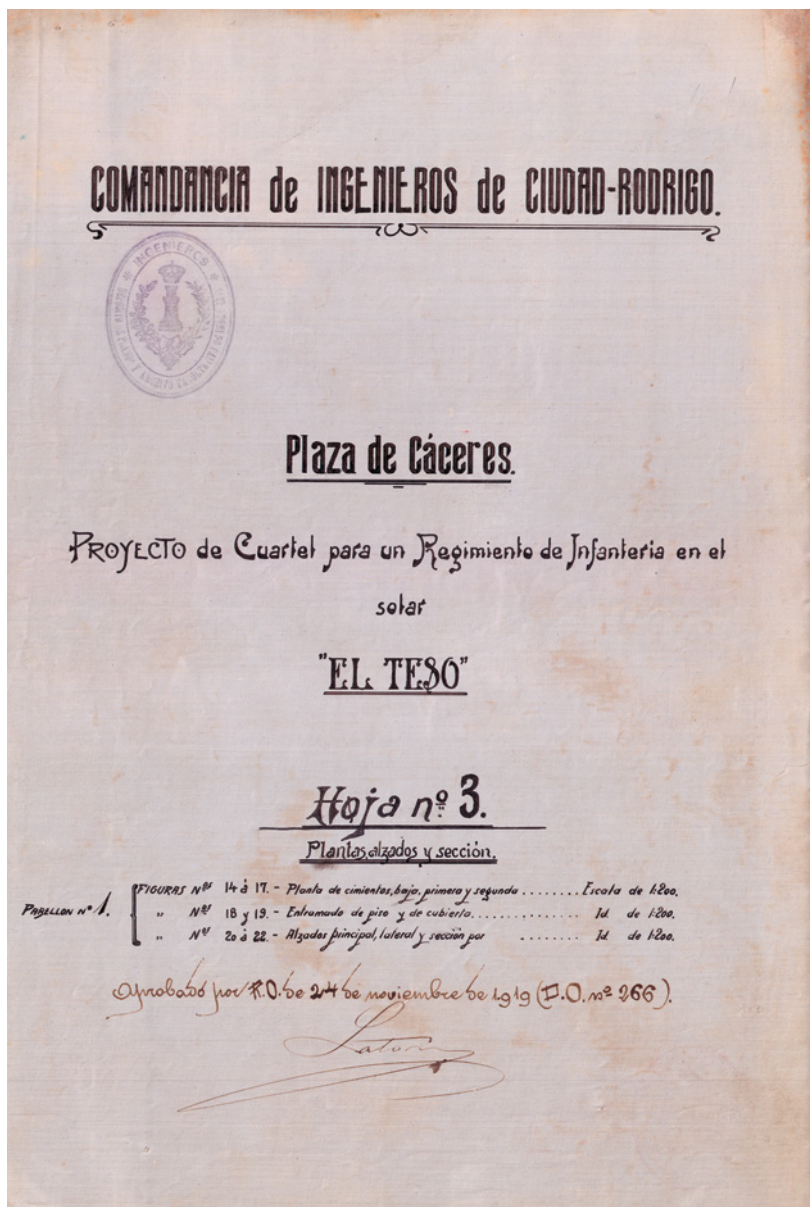 COMANDANCIA de INGENIEROS de CIUDAD-RODRIGO.
INGENIEROS
Plaza de Cáceres.
PROYECTO de Cuartel para un Regimiento de Infanteria en el
solar
"EL TESO"
Hoja nº 3.
Plantas, alzados y sección.
PABELLON Nº 1.
FIGURAS Nos 14 á 17. - Planta de cimientos, baja, primera y segunda ........ Escala de 1:200.
" Nos 18 y 19. - Entramado de piso y de cubierta. ............ Id. de 1:200.
" Nos 20 á 22. - Alzados principal, lateral y sección por ........ Id. de 1:200.
Aprobado por R.O. de 24 de noviembre de 1919 (D.O. nº 266).